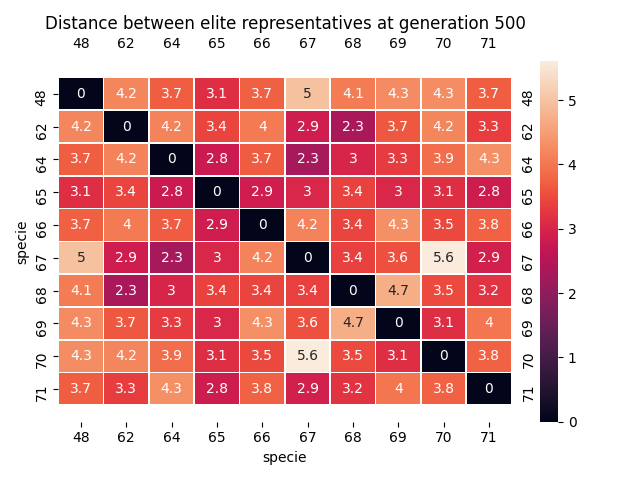 Distance between elite representatives at generation 500
48 62 64 65 66 67 68 69 70 71
48 0 4.2 3.7 3.1 3.7 5 4.1 4.3 4.3 3.7 48
62 4.2 0 4.2 3.4 4 2.9 2.3 3.7 4.2 3.3 62
64 3.7 4.2 0 2.8 3.7 2.3 3 3.3 3.9 4.3 64
65 3.1 3.4 2.8 0 2.9 3 3.4 3 3.1 2.8 65
66 3.7 4 3.7 2.9 0 4.2 3.4 4.3 3.5 3.8 66
67 5 2.9 2.3 3 4.2 0 3.4 3.6 5.6 2.9 67
68 4.1 2.3 3 3.4 3.4 3.4 0 4.7 3.5 3.2 68
69 4.3 3.7 3.3 3 4.3 3.6 4.7 0 3.1 4 69
70 4.3 4.2 3.9 3.1 3.5 5.6 3.5 3.1 0 3.8 70
71 3.7 3.3 4.3 2.8 3.8 2.9 3.2 4 3.8 0 71
48 62 64 65 66 67 68 69 70 71
specie
specie
5
4
3
2
1
0